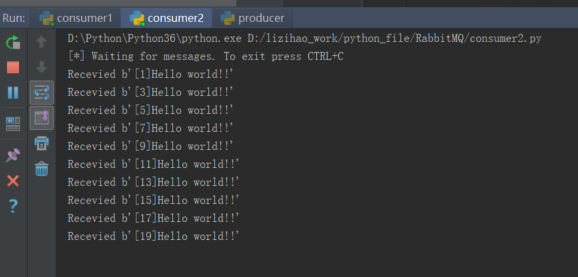 Run: consumer1 consumer2 producer
D:\Python\Python36\python.exe D:/lizihao_work/python_file/RabbitMQ/consumer2.py
[*] Waiting for messages. To exit press CTRL+C
Recevied b'[1]Hello world!!'
Recevied b'[3]Hello world!!'
Recevied b'[5]Hello world!!'
Recevied b'[7]Hello world!!'
Recevied b'[9]Hello world!!'
Recevied b'[11]Hello world!!'
Recevied b'[13]Hello world!!'
Recevied b'[15]Hello world!!'
Recevied b'[17]Hello world!!'
Recevied b'[19]Hello world!!'